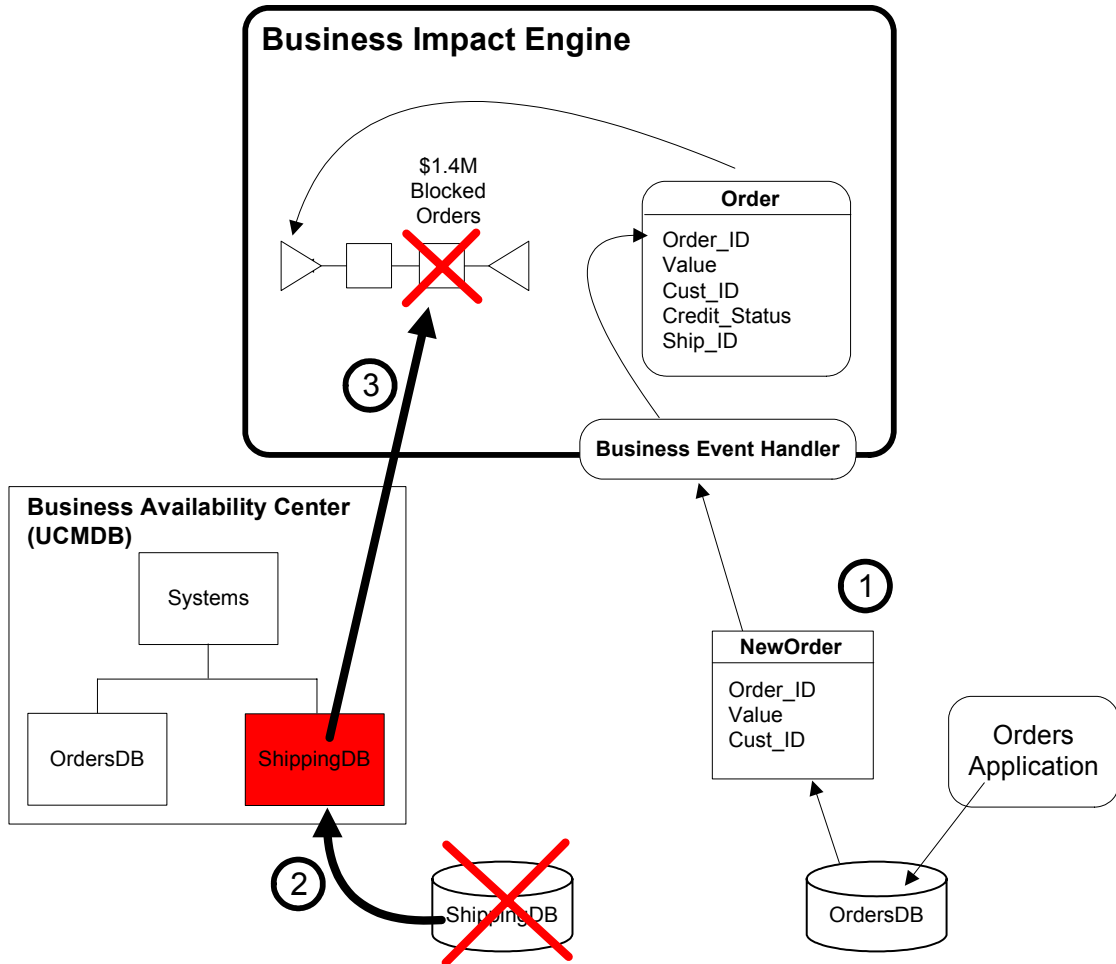 Business Impact Engine
$1.4M
Blocked
Orders
Order
Order_ID
Value
Cust_ID
Credit_Status
Ship_ID
3
Business Event Handler
Business Availability Center
(UCMDB)
Systems
OrdersDB
ShippingDB
1
NewOrder
Order_ID
Value
Cust_ID
Orders
Application
2
ShippingDB
OrdersDB